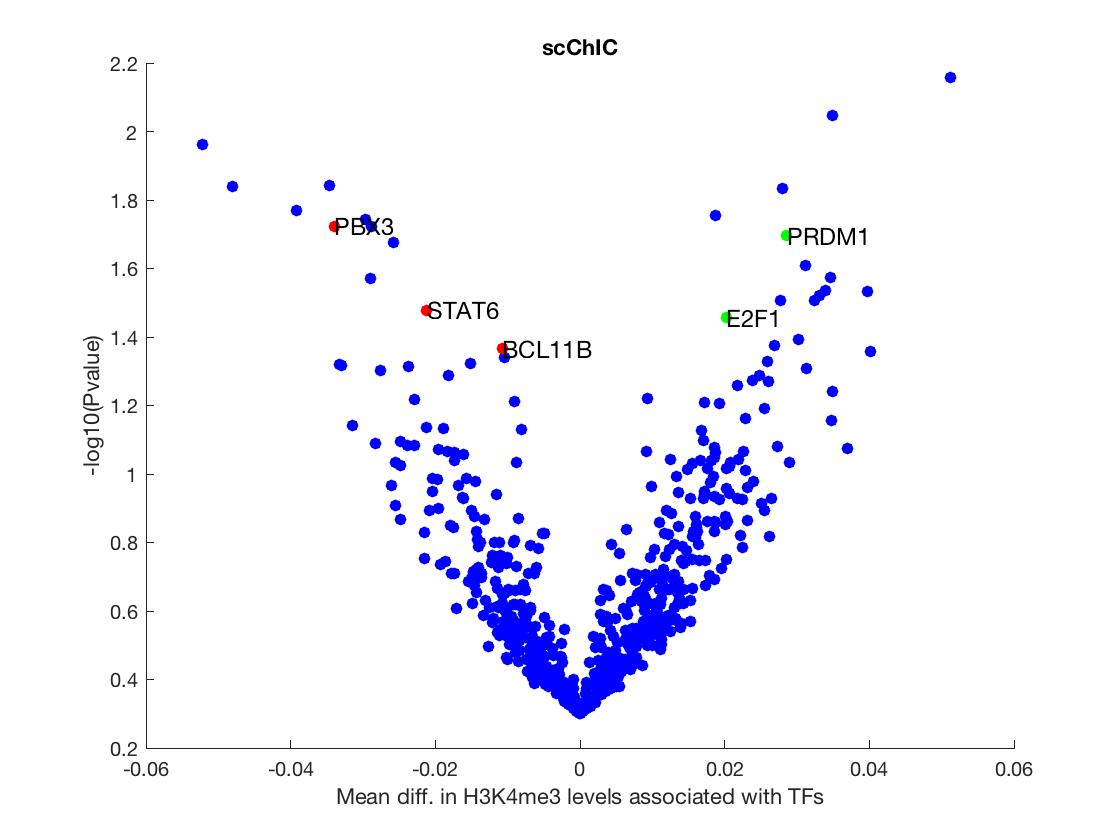 scChIC
2.2
2
1.8
1.6
1.4
1.2
1
0.8
0.6
0.4
0.2
-log10(Pvalue)
PBX3
PRDM1
STAT6
E2F1
BCL11B
-0.06 -0.04 -0.02 0 0.02 0.04 0.06
Mean diff. in H3K4me3 levels associated with TFs